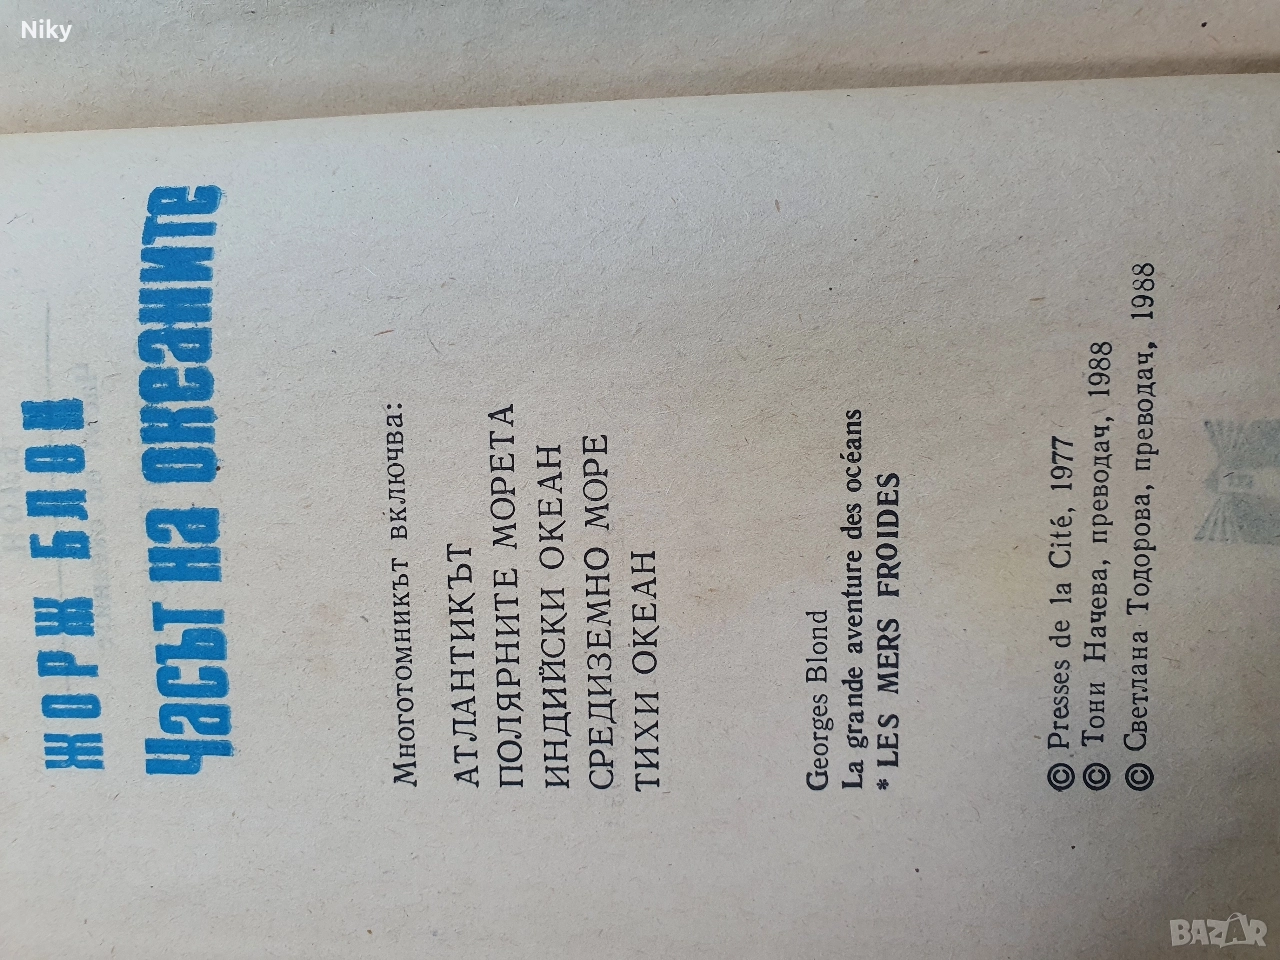 Niky
ЖОРЖ БЛОН
Часът на океаните
Многотомникът включва:
АТЛАНТИКЪТ
ПОЛЯРНИТЕ МОРЕТА
ИНДИЙСКИ ОКЕАН
СРЕДИЗЕМНО МОРЕ
ТИХИ ОКЕАН
Georges Blond
La grande aventure des océans
* LES MERS FROIDES
© Presses de la Cité, 1977
© Тони Начева, преводач, 1988
© Светлана Тодорова, преводач, 1988
BAZAR